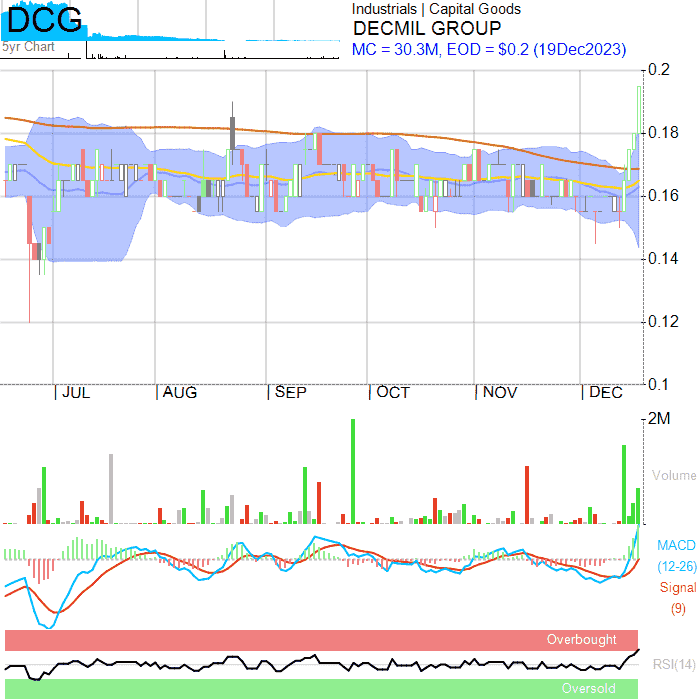 DCG
5yr Chart
Industrials | Capital Goods
DECMIL GROUP
MC = 30.3M, EOD = $0.2 (19Dec2023)
0.2
0.18
0.16
0.14
0.12
0.1
JUL AUG SEP OCT NOV DEC
2M
Volume
MACD
(12-26)
Signal
(9)
Overbought
RSI(14)
Oversold